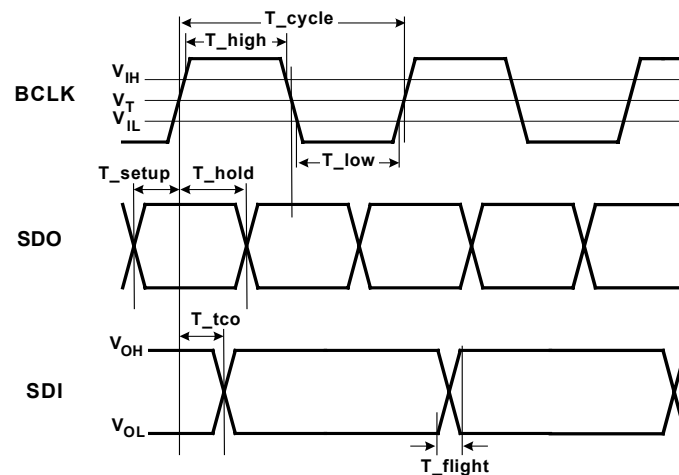 T_cycle
T_high
V_IH
BCLK
V_T
V_IL
T_low
T_setup
T_hold
SDO
T_tco
V_OH
SDI
V_OL
T_flight